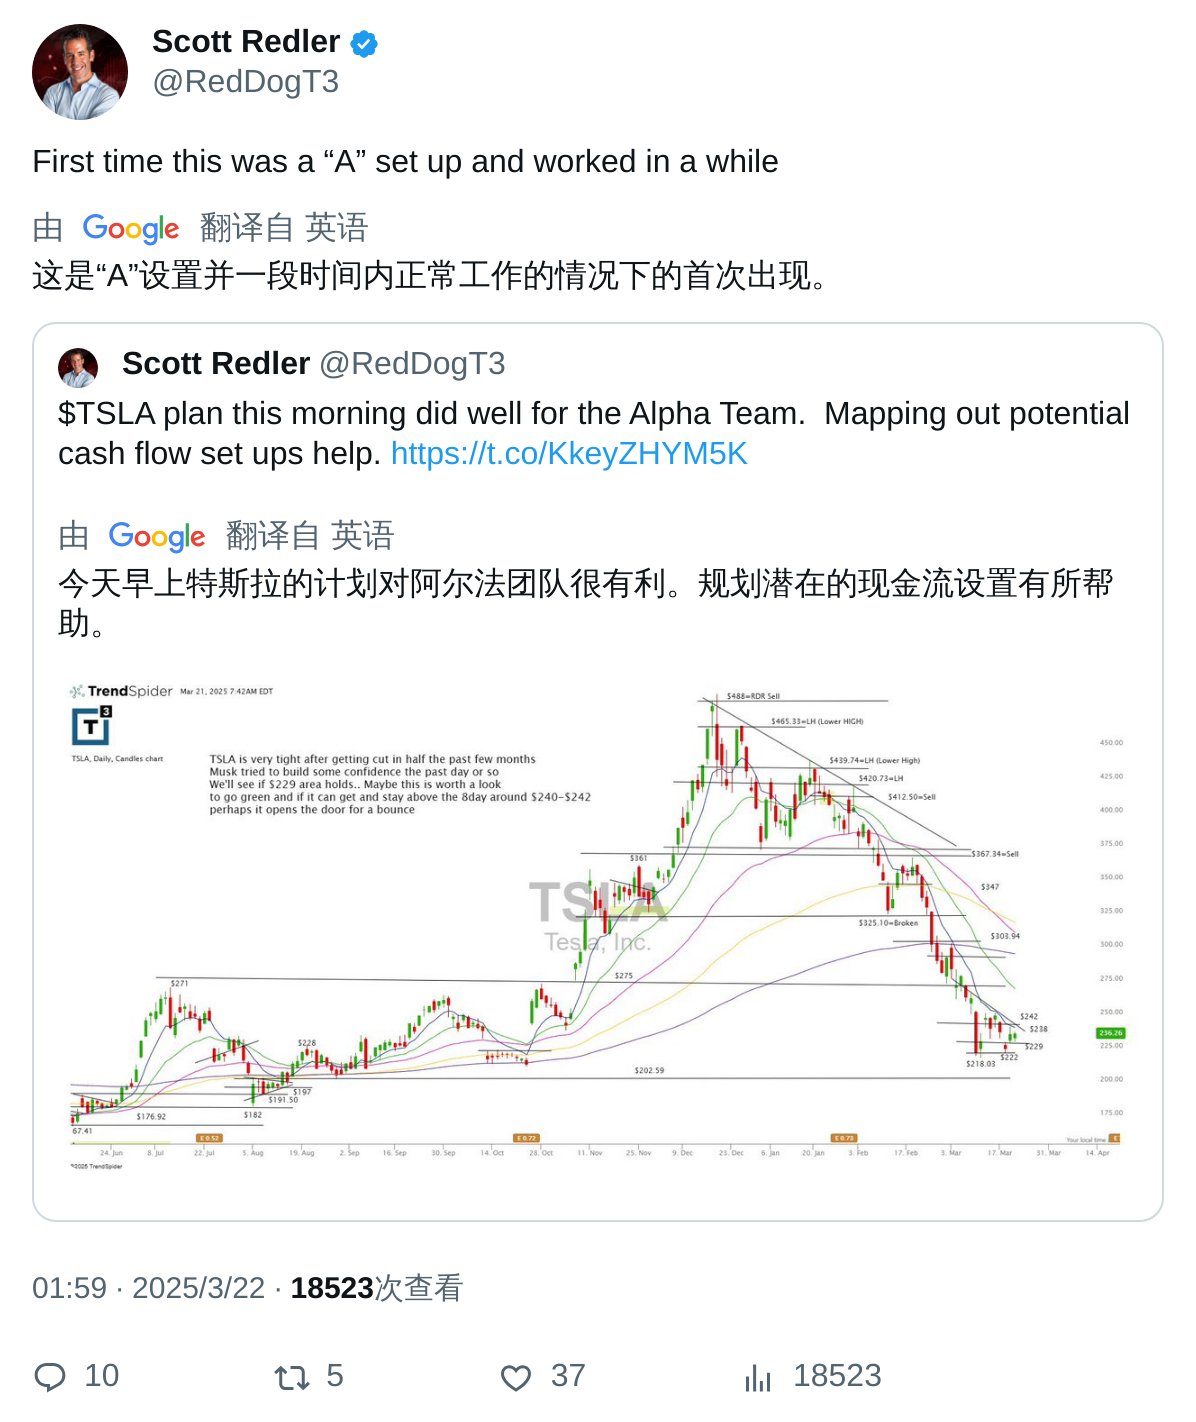 Scott Redler
@RedDogT3
First time this was a “A” set up and worked in a while
由 Google 翻译自 英语
这是“A”设置并一段时间内正常工作的情况下的首次出现。
Scott Redler @RedDogT3
$TSLA plan this morning did well for the Alpha Team.  Mapping out potential
cash flow set ups help. https://t.co/KkeyZHYM5K
由 Google 翻译自 英语
今天早上特斯拉的计划对阿尔法团队很有利。规划潜在的现金流设置有所帮
助。
TrendSpider Mar 21, 2025 7:42AM EDT
T3
TSLA, Daily, Candles chart
TSLA is very tight after getting cut in half the past few months
Musk tried to build some confidence the past day or so
We'll see if $229 area holds.. Maybe this is worth a look
to go green and if it can get and stay above the 8day around $240-$242
perhaps it opens the door for a bounce
$488=RDR Sell
$465.33=LH (Lower HIGH)
$439.74=LH (Lower High)
$420.73=LH
$412.50=Sell
$367.34=Sell
$361
$347
$325.10=Broken
$303.94
TSLA
Tesla, Inc.
$275
$271
$242
$238
$229
$222
$218.03
$228
$202.59
$197
$191.50
$182
$176.92
67.41
450.00
425.00
400.00
375.00
350.00
325.00
300.00
275.00
250.00
236.26
225.00
200.00
175.00
E 0.52
E 0.72
E 0.73
Your local time
E
24. Jun
8. Jul
22. Jul
5. Aug
19. Aug
2. Sep
16. Sep
30. Sep
14. Oct
28. Oct
11. Nov
25. Nov
9. Dec
23. Dec
6. Jan
20. Jan
3. Feb
17. Feb
3. Mar
17. Mar
31. Mar
14. Apr
©2025 TrendSpider
01:59 · 2025/3/22 · 18523次查看
10 5 37 18523